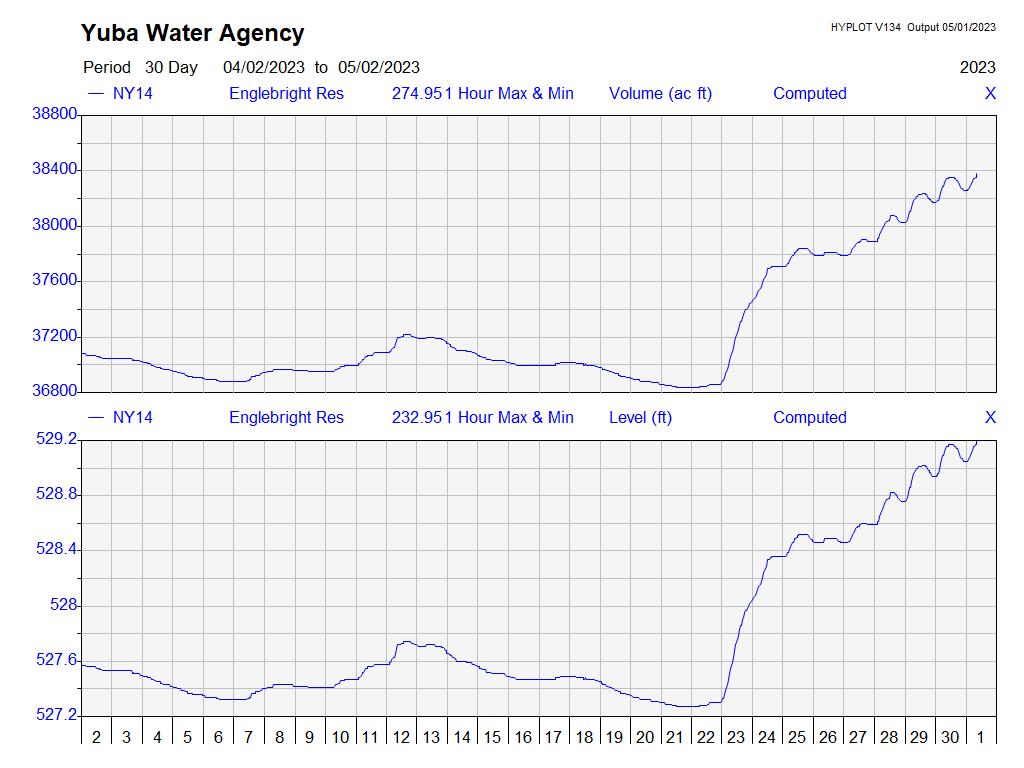 Yuba Water Agency
HYPLOT V134 Output 05/01/2023
Period 30 Day 04/02/2023 to 05/02/2023 2023
NY14 Englebright Res 274.951 Hour Max & Min Volume (ac ft) Computed X
38800
38400
38000
37600
37200
36800
NY14 Englebright Res 232.951 Hour Max & Min Level (ft) Computed X
529.2
528.8
528.4
528
527.6
527.2
2 3 4 5 6 7 8 9 10 11 12 13 14 15 16 17 18 19 20 21 22 23 24 25 26 27 28 29 30 1